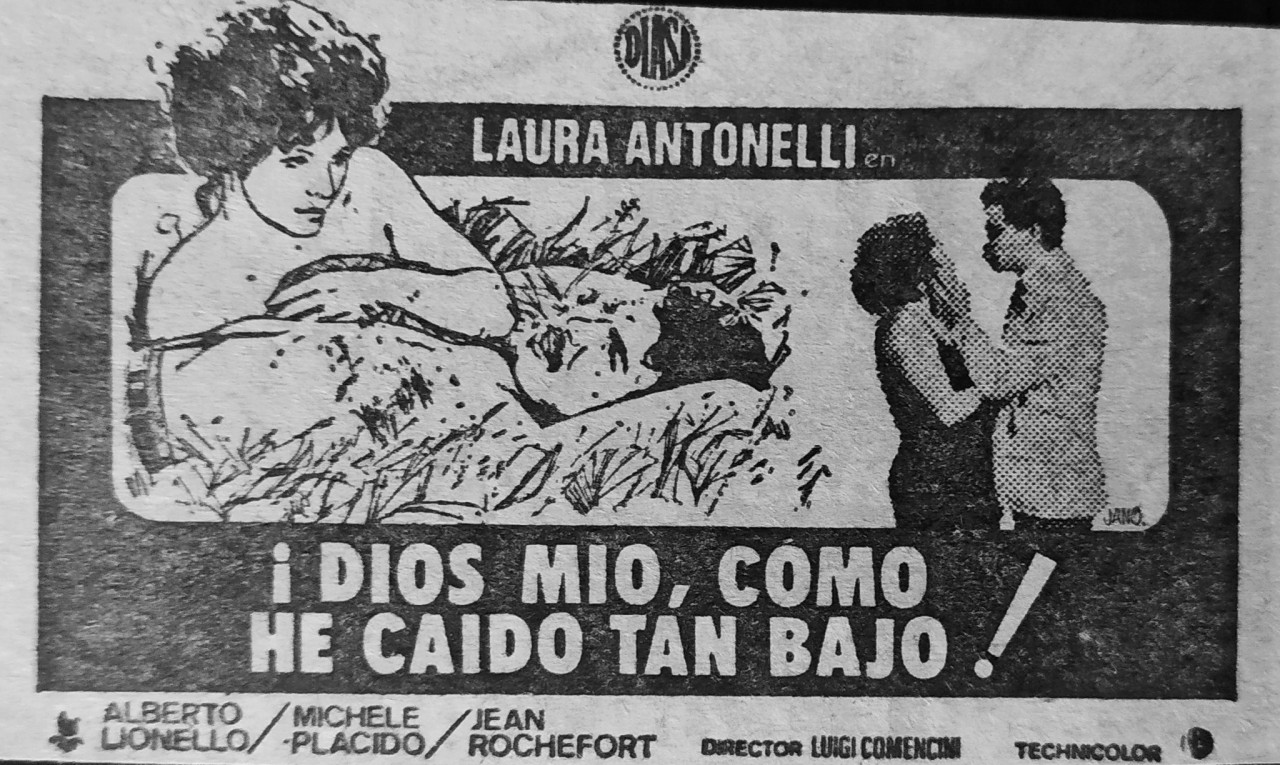 DIASA
LAURA ANTONELLI en
JANO.
¡DIOS MIO, CÓMO
HE CAIDO TAN BAJO!
ALBERTO / MICHELE / JEAN
LIONELLO / PLACIDO / ROCHEFORT
DIRECTOR LUIGI COMENCINI
TECHNICOLOR